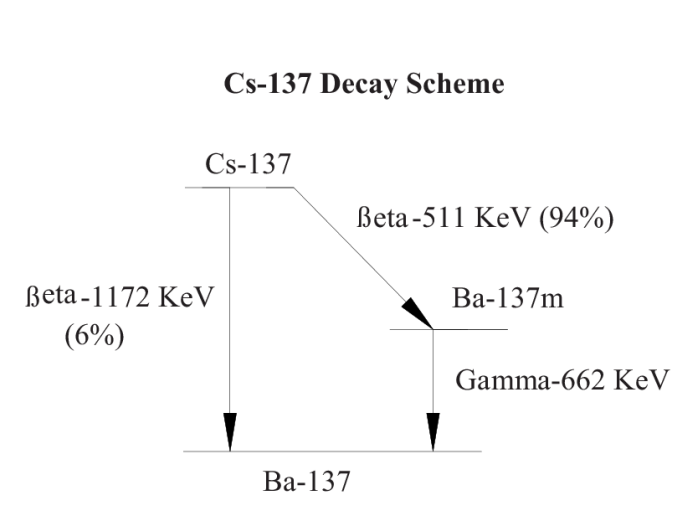 Cs-137 Decay Scheme
Cs-137
ßeta-511 KeV (94%)
ßeta-1172 KeV
(6%)
Ba-137m
Gamma-662 KeV
Ba-137